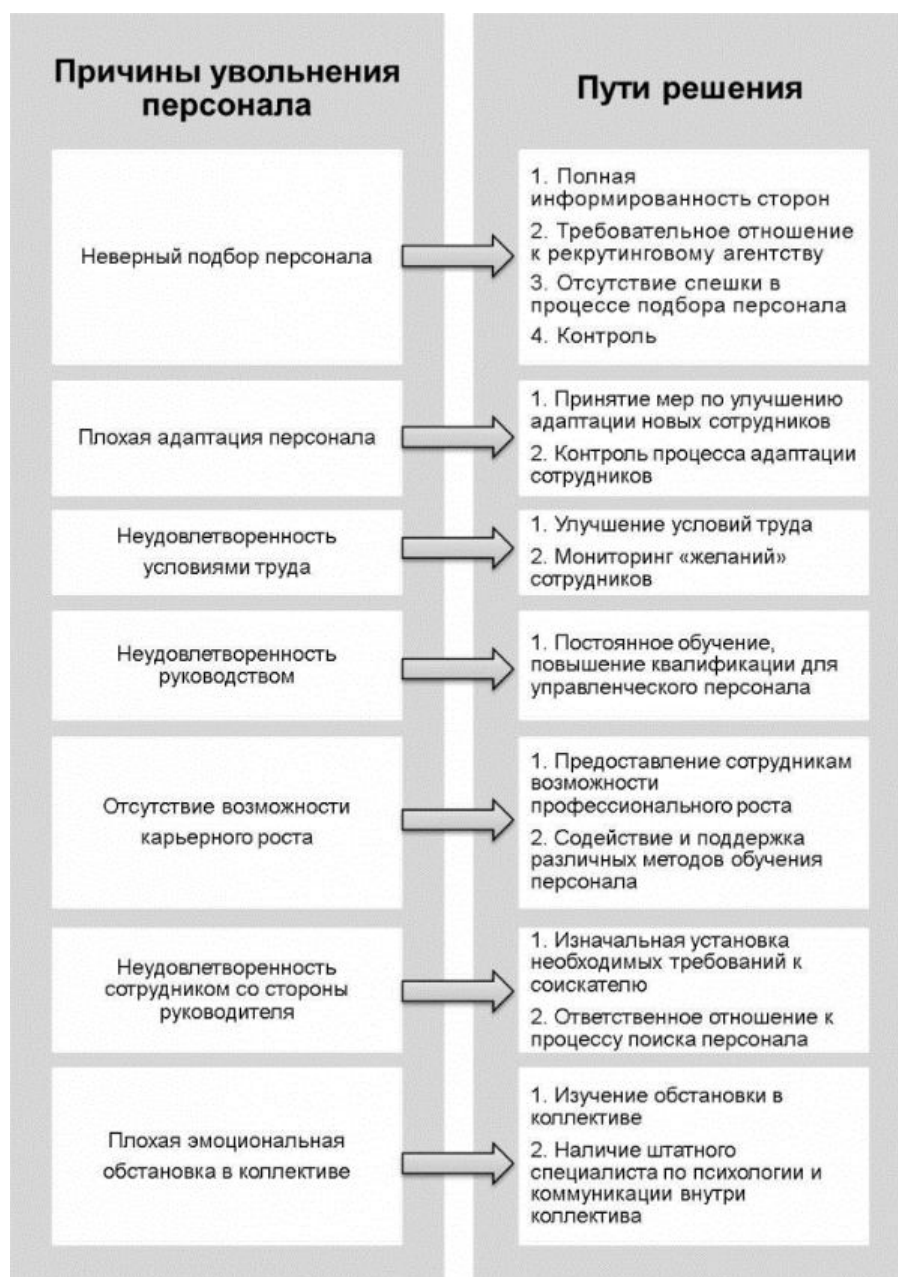 Причины увольнения
персонала
Пути решения
Неверный подбор персонала
1. Полная
информированность сторон
2. Требовательное отношение
к рекрутинговому агентству
3. Отсутствие спешки в
процессе подбора персонала
4. Контроль
Плохая адаптация персонала
1. Принятие мер по улучшению
адаптации новых сотрудников
2. Контроль процесса адаптации
сотрудников
Неудовлетворенность
условиями труда
1. Улучшение условий труда
2. Мониторинг «желаний»
сотрудников
Неудовлетворенность
руководством
1. Постоянное обучение,
повышение квалификации для
управленческого персонала
Отсутствие возможности
карьерного роста
1. Предоставление сотрудникам
возможности
профессионального роста
2. Содействие и поддержка
различных методов обучения
персонала
Неудовлетворенность
сотрудником со стороны
руководителя
1. Изначальная установка
необходимых требований к
соискателю
2. Ответственное отношение к
процессу поиска персонала
Плохая эмоциональная
обстановка в коллективе
1. Изучение обстановки в
коллективе
2. Наличие штатного
специалиста по психологии и
коммуникации внутри
коллектива